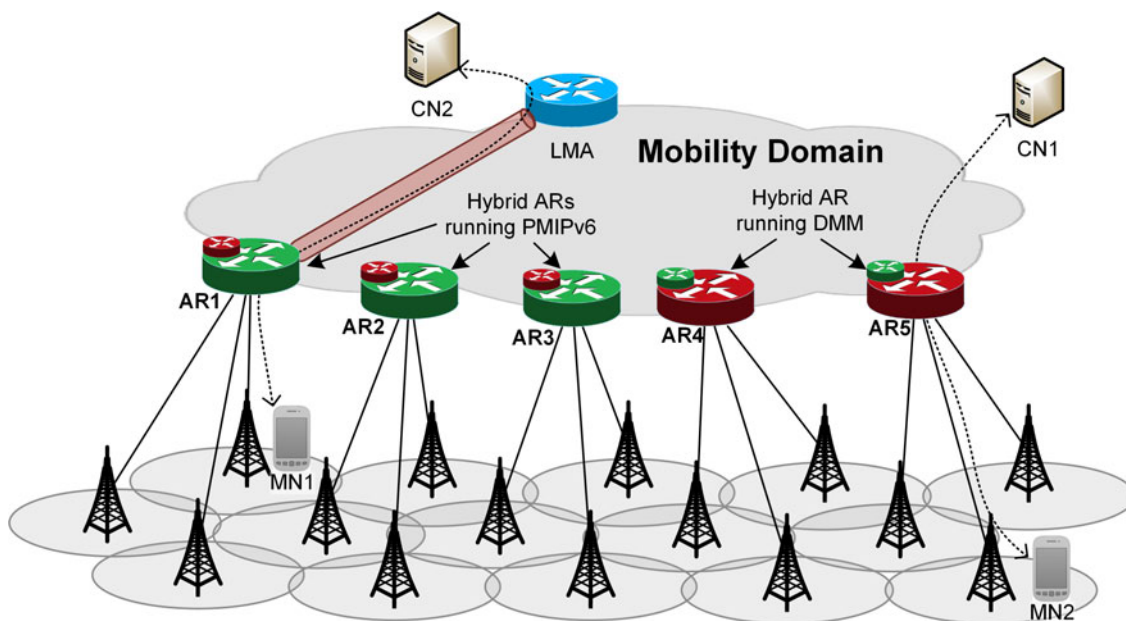 CN2
LMA
CN1
Mobility Domain
Hybrid ARs
running PMIPv6
Hybrid AR
running DMM
AR1
AR2
AR3
AR4
AR5
MN1
MN2